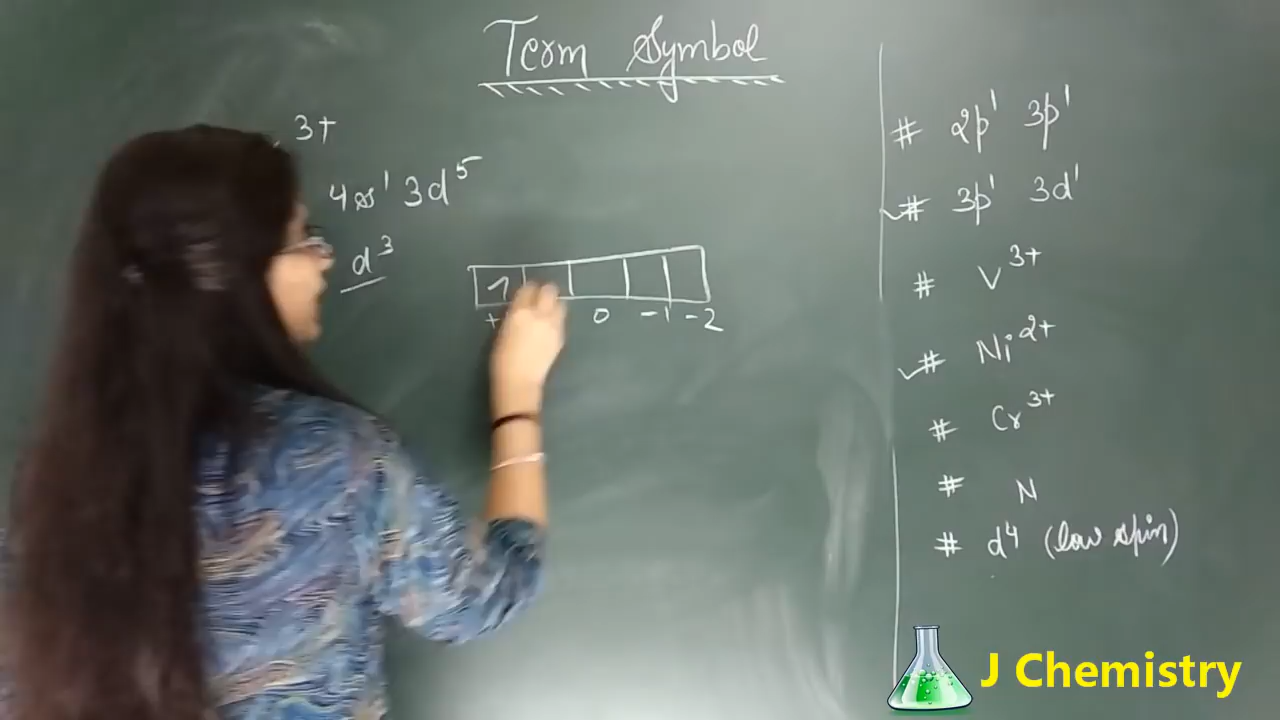 Term Symbol
3+
4s¹ 3d⁵
d³
1
+ 0 -1 -2
# 2p¹ 3p¹
✓# 3p¹ 3d¹
# V³⁺
✓# Ni²⁺
# Cr³⁺
# N
# d⁴ (low spin)
J Chemistry